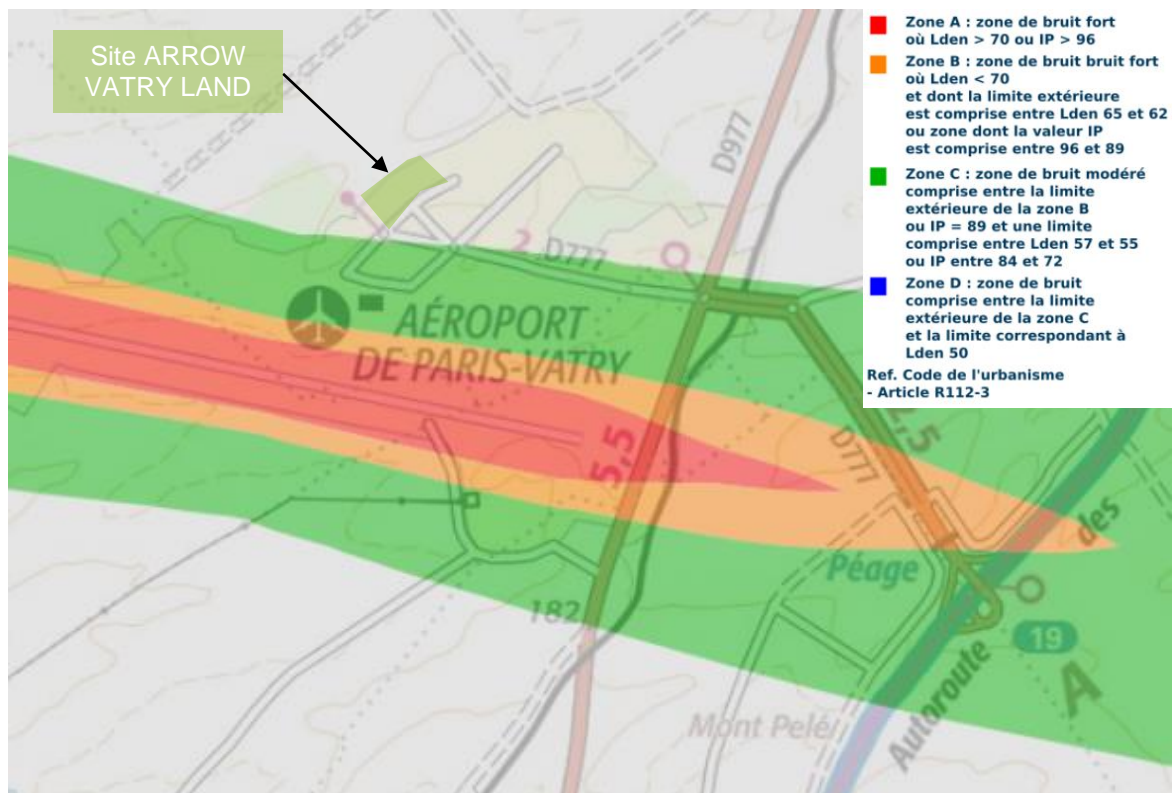 Site ARROW
VATRY LAND
Zone A : zone de bruit fort
où Lden > 70 ou IP > 96
Zone B : zone de bruit bruit fort
où Lden < 70
et dont la limite extérieure
est comprise entre Lden 65 et 62
ou zone dont la valeur IP
est comprise entre 96 et 89
Zone C : zone de bruit modéré
comprise entre la limite
extérieure de la zone B
ou IP = 89 et une limite
comprise entre Lden 57 et 55
ou IP entre 84 et 72
Zone D : zone de bruit
comprise entre la limite
extérieure de la zone C
et la limite correspondant à
Lden 50
Ref. Code de l'urbanisme
- Article R112-3
D977
2
D777
AÉROPORT
DE PARIS-VATRY
5,5
2,5
D777
des
Péage
182
19
A
Autoroute
Mont Pelé